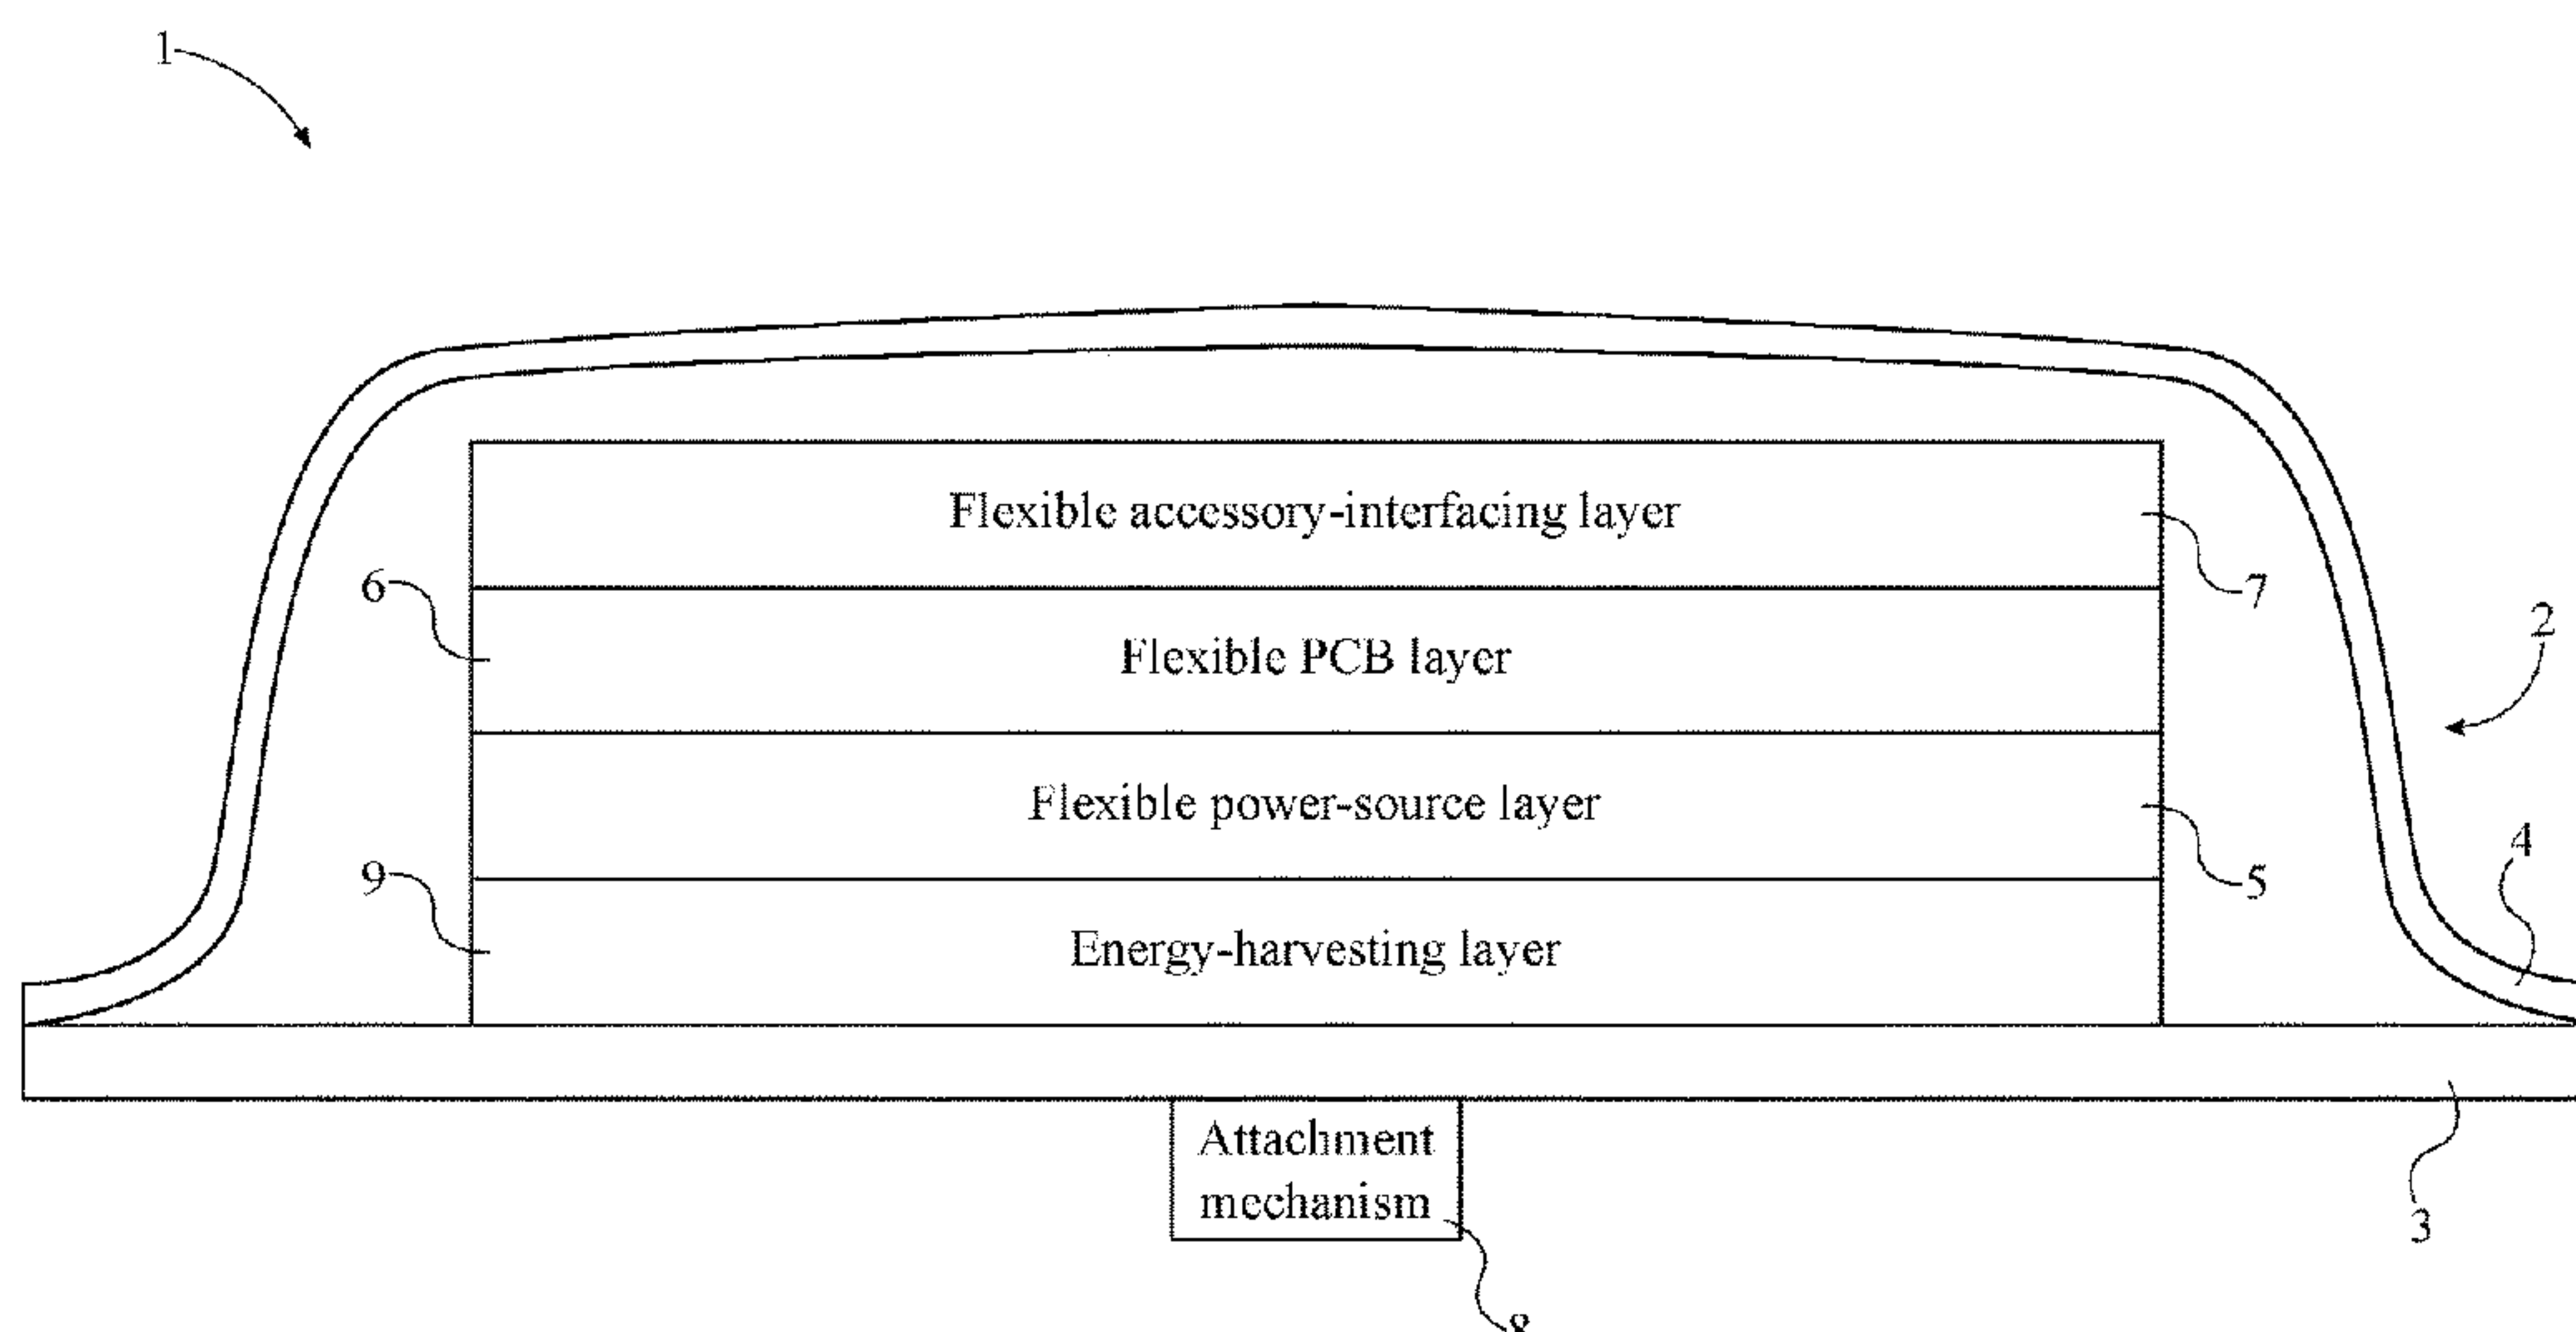 1
Flexible accessory-interfacing layer
7
6
Flexible PCB layer
2
Flexible power-source layer
5
4
9
Energy-harvesting layer
Attachment
mechanism
3
8